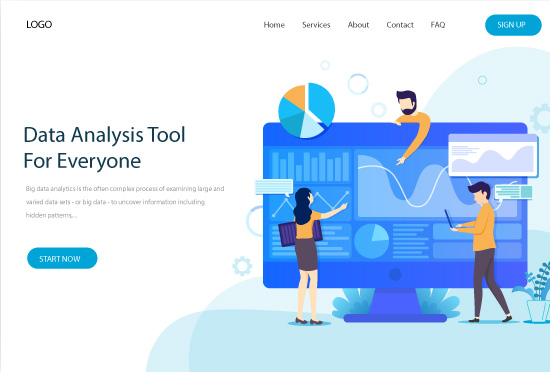 LOGO
Home Services About Contact FAQ SIGN UP
Data Analysis Tool
For Everyone
Big data analytics is the often complex process of examining large and
varied data sets - or big data - to uncover information including
hidden patterns,...
START NOW